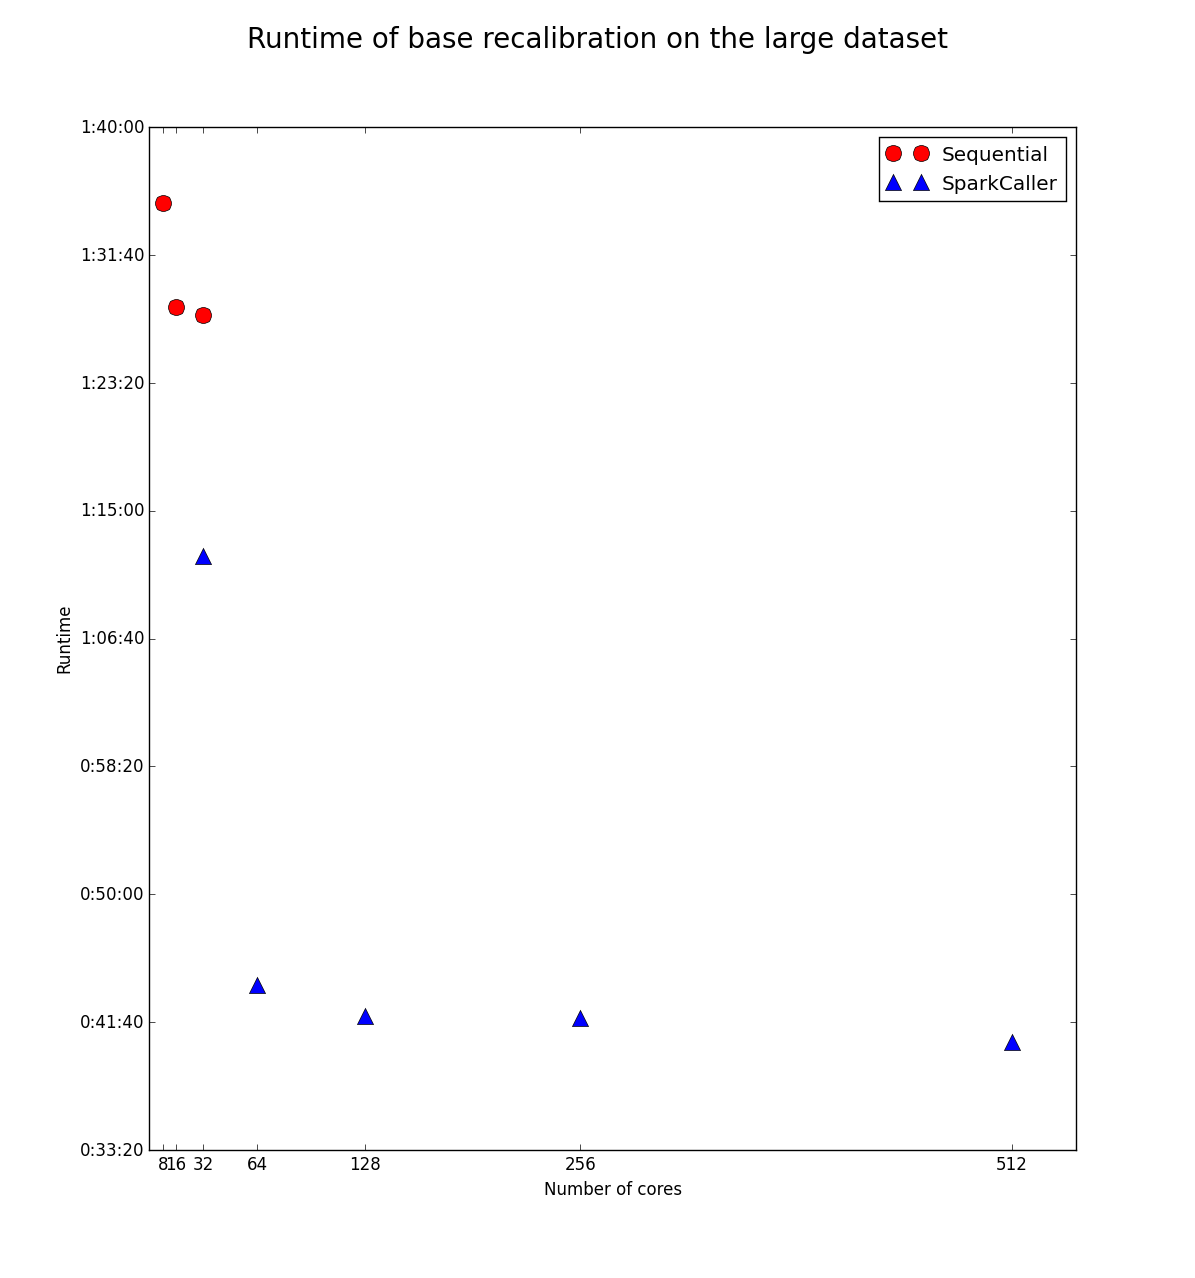 Runtime of base recalibration on the large dataset
Sequential
SparkCaller
1:40:00
1:31:40
1:23:20
1:15:00
1:06:40
0:58:20
0:50:00
0:41:40
0:33:20
Runtime
8 16 32 64 128 256 512
Number of cores